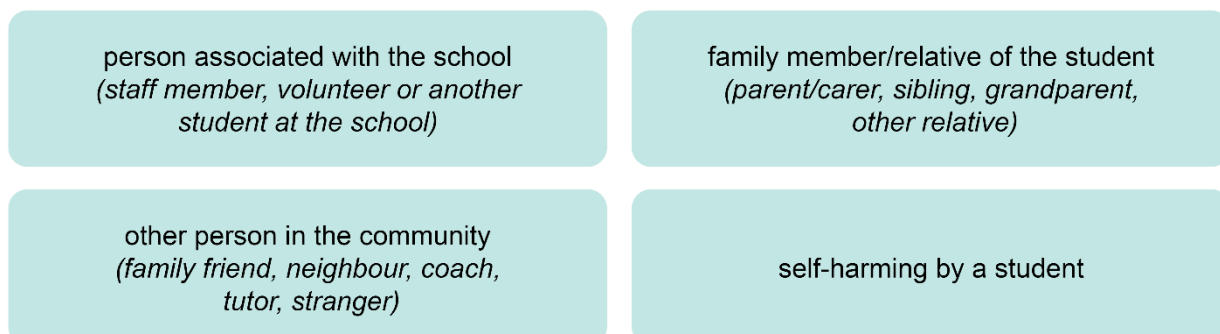 person associated with the school
(staff member, volunteer or another
student at the school)
family member/relative of the student
(parent/carer, sibling, grandparent,
other relative)
other person in the community
(family friend, neighbour, coach,
tutor, stranger)
self-harming by a student